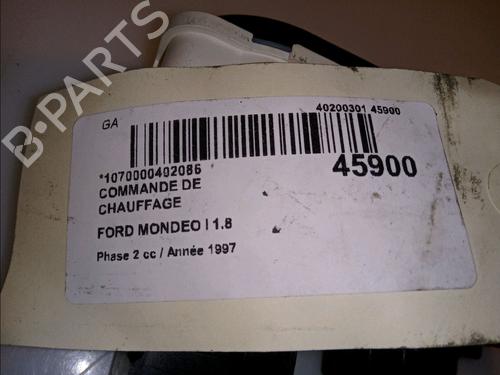 B-PARTS
GA
40200301 45900
*1070000402086
45900
COMMANDE DE
CHAUFFAGE
FORD MONDEO I 1.8
Phase 2 cc / Année 1997